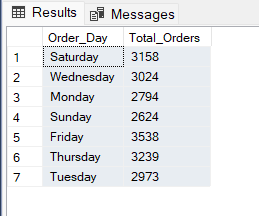 Results Messages
Order_Day Total_Orders
1 Saturday 3158
2 Wednesday 3024
3 Monday 2794
4 Sunday 2624
5 Friday 3538
6 Thursday 3239
7 Tuesday 2973